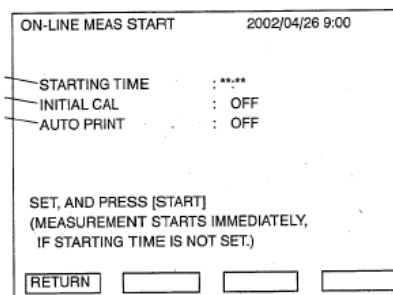 ON-LINE MEAS START 2002/04/26 9:00
STARTING TIME : **:**
INITIAL CAL : OFF
AUTO PRINT : OFF
SET, AND PRESS [START]
(MEASUREMENT STARTS IMMEDIATELY,
IF STARTING TIME IS NOT SET.)
RETURN